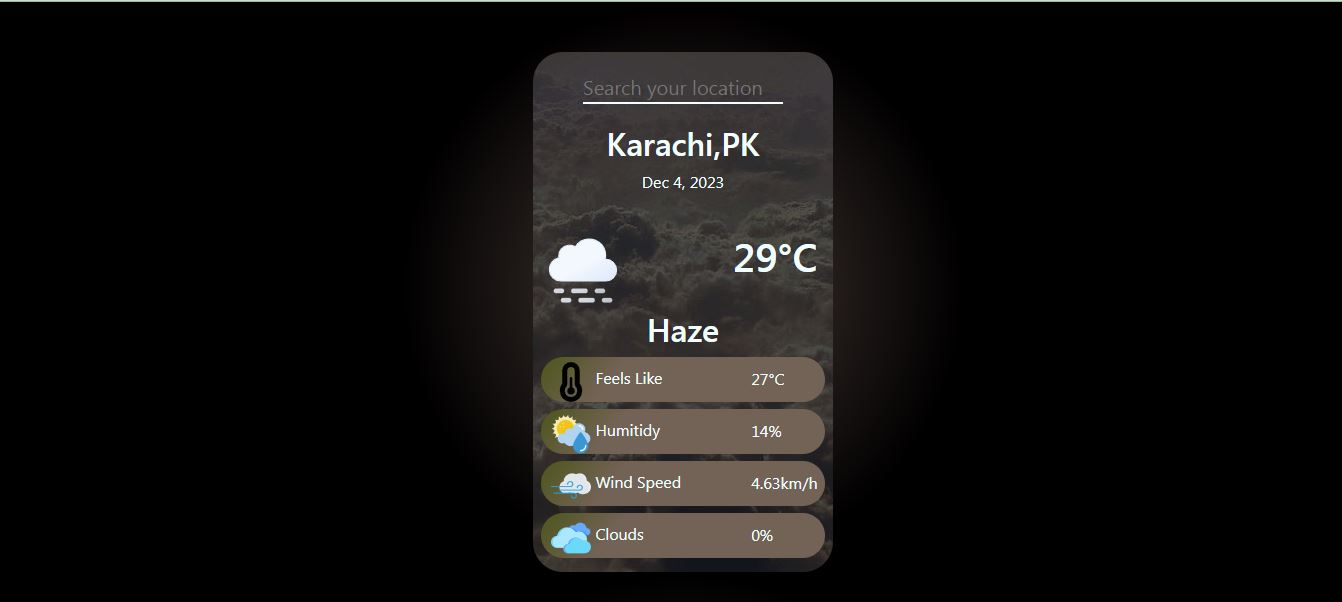 Search your location
Karachi,PK
Dec 4, 2023
29°C
Haze
Feels Like 27°C
Humitidy 14%
Wind Speed 4.63km/h
Clouds 0%